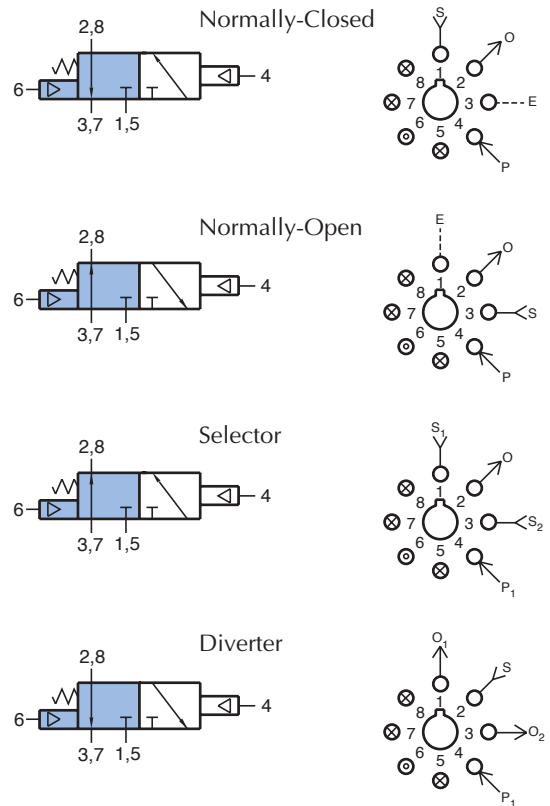 Normally-Closed
2,8
6
4
3,7 1,5
S
O
1
8 2
7 3
E
6 4
5
P
Normally-Open
2,8
6
4
3,7 1,5
E
O
1
8 2
7 3
S
6 4
5
P
Selector
2,8
6
4
3,7 1,5
S1
O
1
8 2
7 3
S2
6 4
5
P1
Diverter
2,8
6
4
3,7 1,5
O1
S
1
8 2
7 3
O2
6 4
5
P1